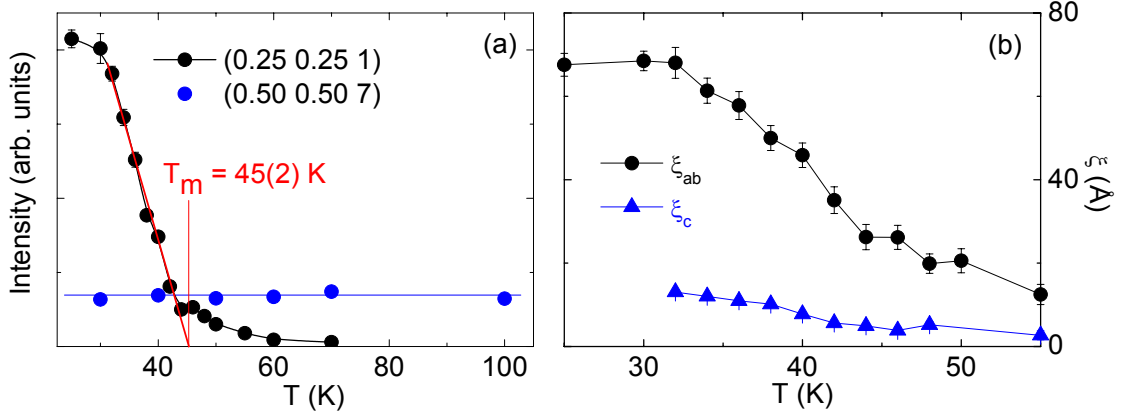 (a)
(0.25 0.25 1)
(0.50 0.50 7)
T_m = 45(2) K
Intensity (arb. units)
40 60 80 100
T (K)
(b)
ξ_ab
ξ_c
80
40
0
ξ (Å)
30 40 50
T (K)